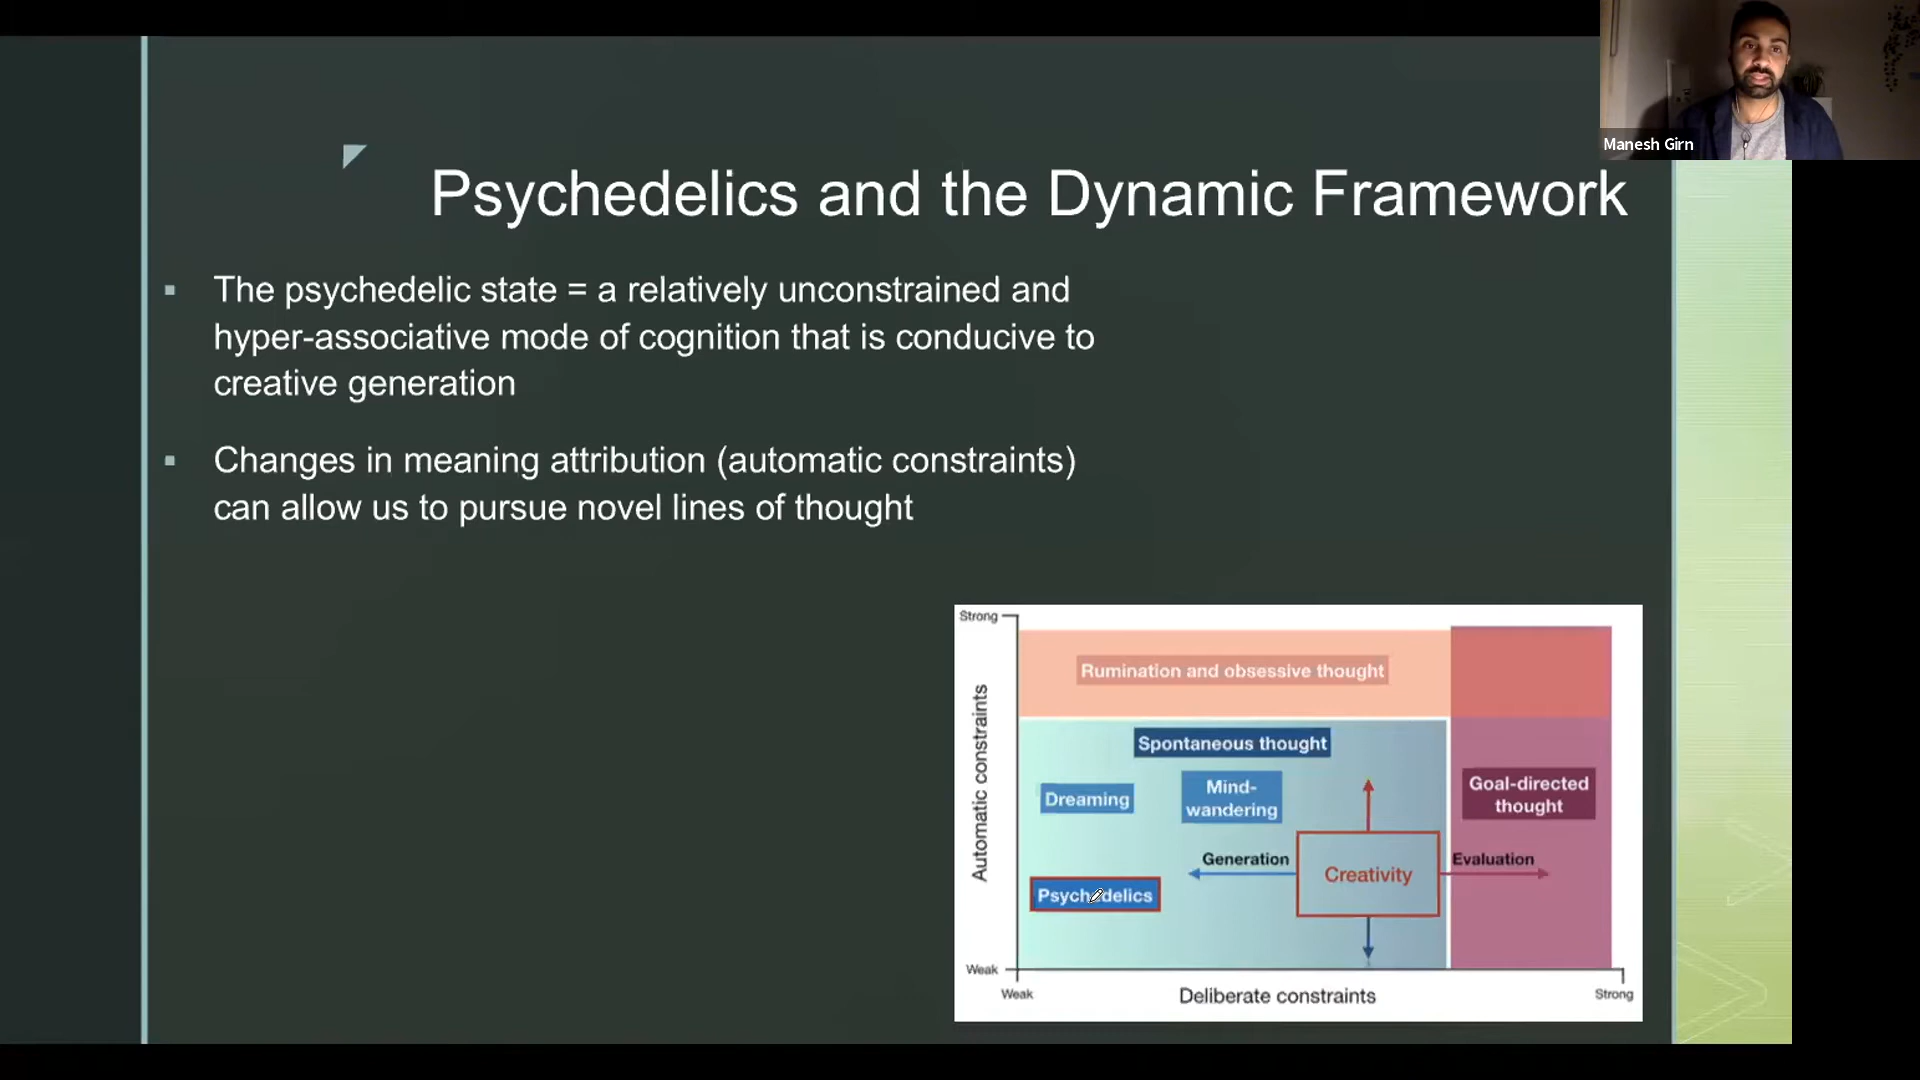 Manesh Girn
Psychedelics and the Dynamic Framework
▪ The psychedelic state = a relatively unconstrained and
hyper-associative mode of cognition that is conducive to
creative generation
▪ Changes in meaning attribution (automatic constraints)
can allow us to pursue novel lines of thought
Strong
Automatic constraints
Rumination and obsessive thought
Spontaneous thought
Dreaming
Mind-
wandering
Goal-directed
thought
Generation
Creativity
Evaluation
Psychedelics
Weak
Weak
Deliberate constraints
Strong